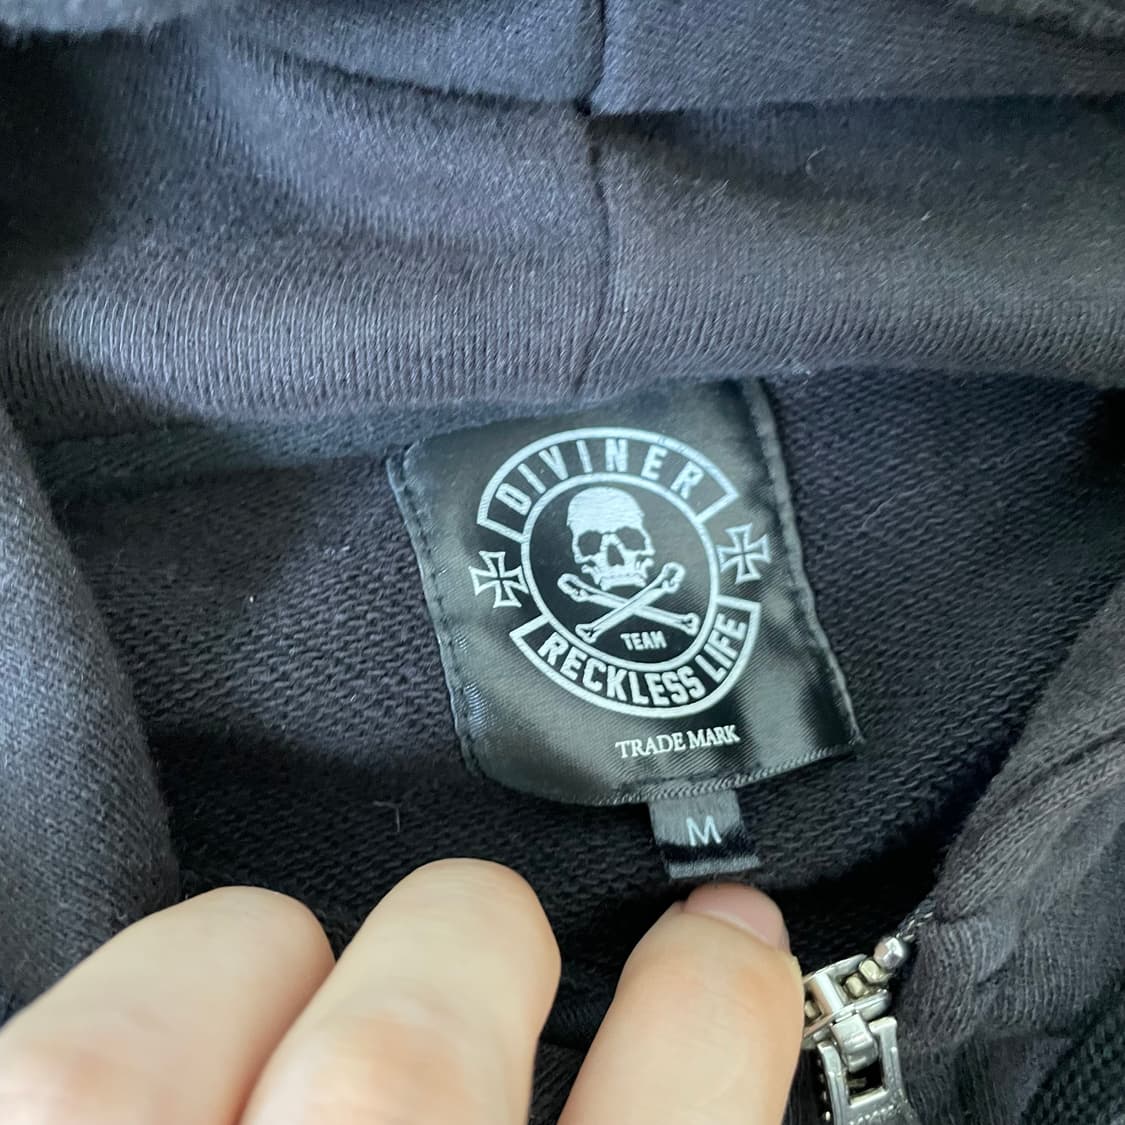 DIVINER
TEAM
RECKLESS LIFE
TRADE MARK
M